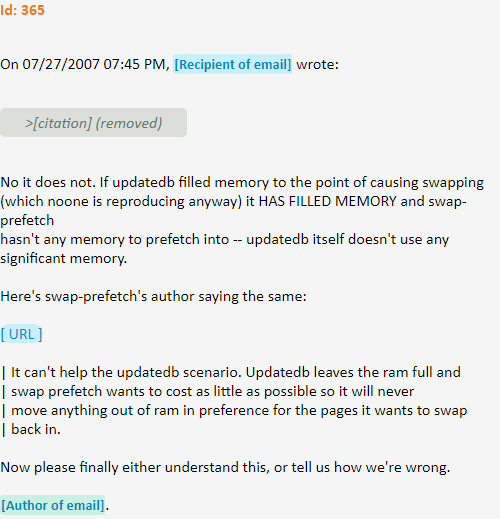 Id: 365
On 07/27/2007 07:45 PM, [Recipient of email] wrote:
>[citation] (removed)
No it does not. If updatedb filled memory to the point of causing swapping
(which noone is reproducing anyway) it HAS FILLED MEMORY and swap-
prefetch
hasn't any memory to prefetch into -- updatedb itself doesn't use any
significant memory.
Here's swap-prefetch's author saying the same:
[ URL ]
| It can't help the updatedb scenario. Updatedb leaves the ram full and
| swap prefetch wants to cost as little as possible so it will never
| move anything out of ram in preference for the pages it wants to swap
| back in.
Now please finally either understand this, or tell us how we're wrong.
[Author of email].